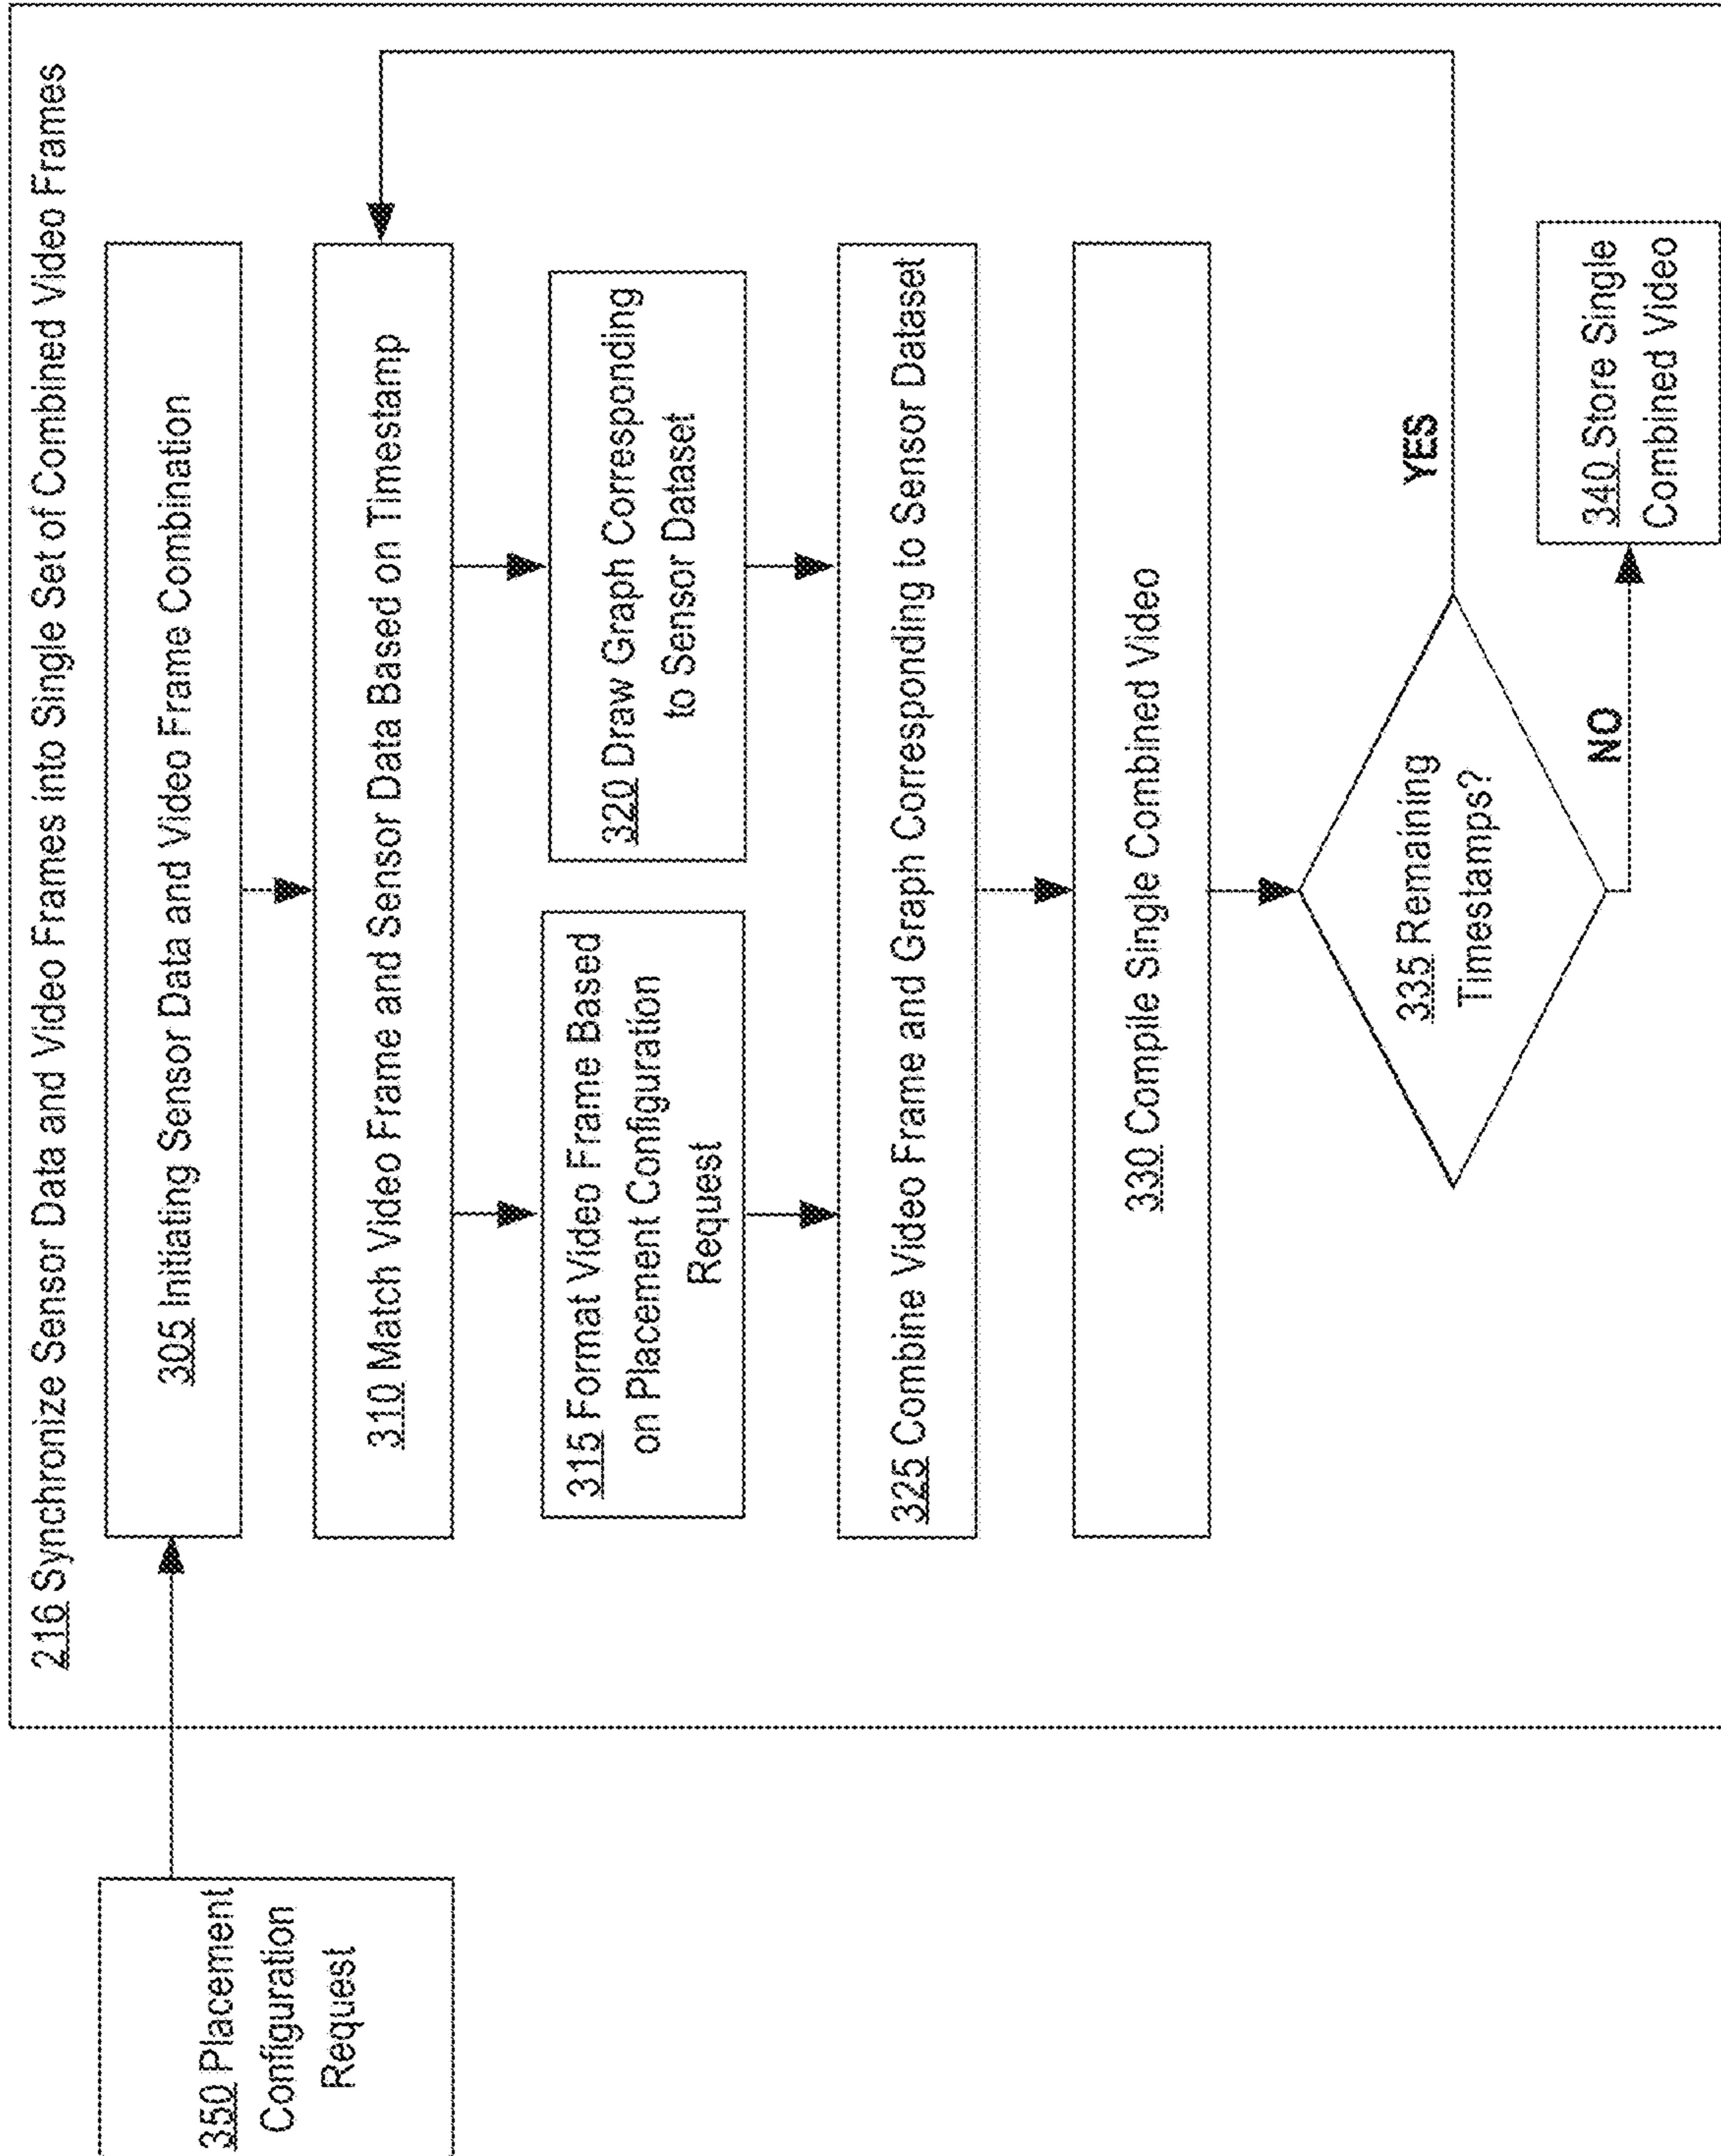 216 Synchronize Sensor Data and Video Frames into Single Set of Combined Video Frames
350 Placement
Configuration
Request
305 Initiating Sensor Data and Video Frame Combination
310 Match Video Frame and Sensor Data Based on Timestamp
315 Format Video Frame Based
on Placement Configuration
Request
320 Draw Graph Corresponding
to Sensor Dataset
325 Combine Video Frame and Graph Corresponding to Sensor Dataset
330 Compile Single Combined Video
335 Remaining
Timestamps?
YES
NO
340 Store Single
Combined Video